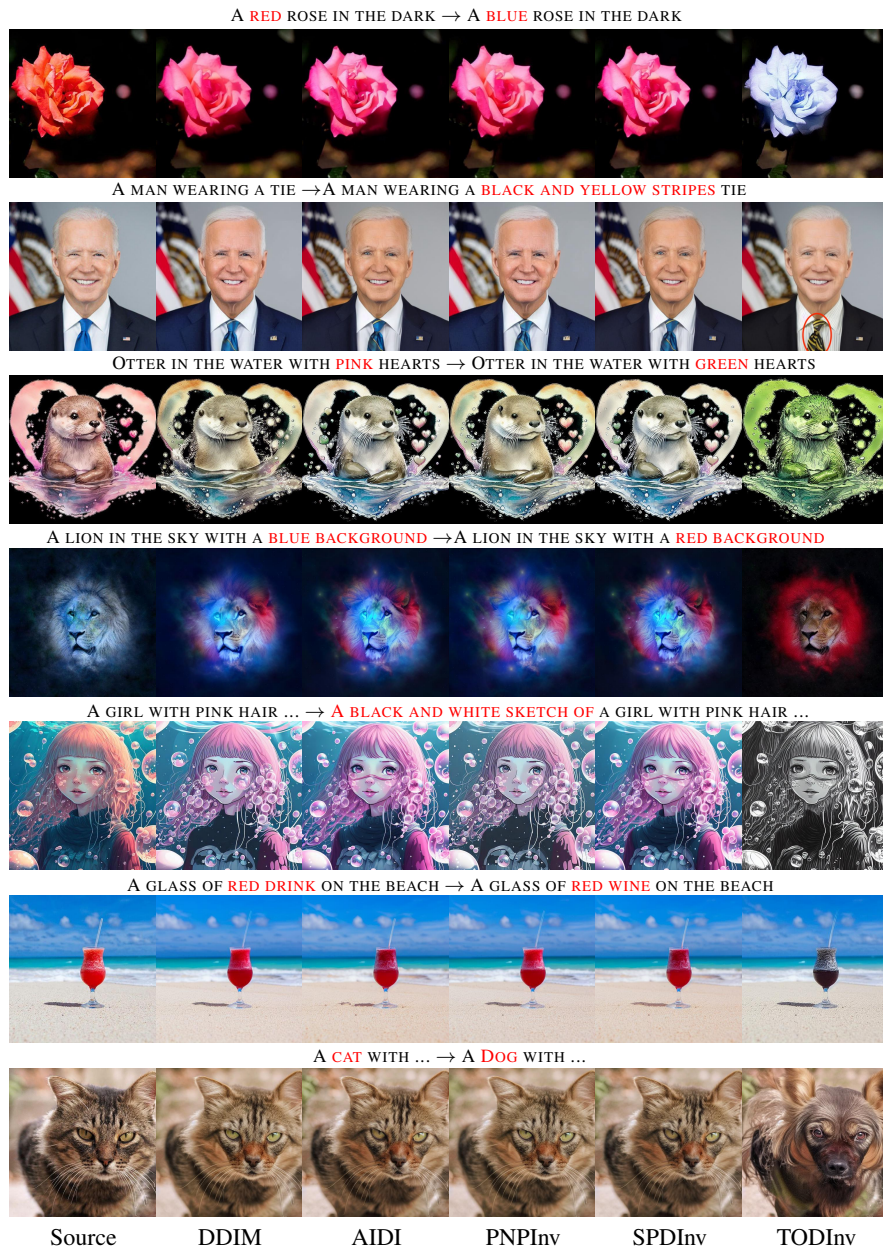 A RED ROSE IN THE DARK → A BLUE ROSE IN THE DARK
A MAN WEARING A TIE →A MAN WEARING A BLACK AND YELLOW STRIPES TIE
OTTER IN THE WATER WITH PINK HEARTS → OTTER IN THE WATER WITH GREEN HEARTS
A LION IN THE SKY WITH A BLUE BACKGROUND →A LION IN THE SKY WITH A RED BACKGROUND
A GIRL WITH PINK HAIR ... → A BLACK AND WHITE SKETCH OF A GIRL WITH PINK HAIR ...
A GLASS OF RED DRINK ON THE BEACH → A GLASS OF RED WINE ON THE BEACH
A CAT WITH ... → A DOG WITH ...
Source DDIM AIDI PNPInv SPDInv TODInv